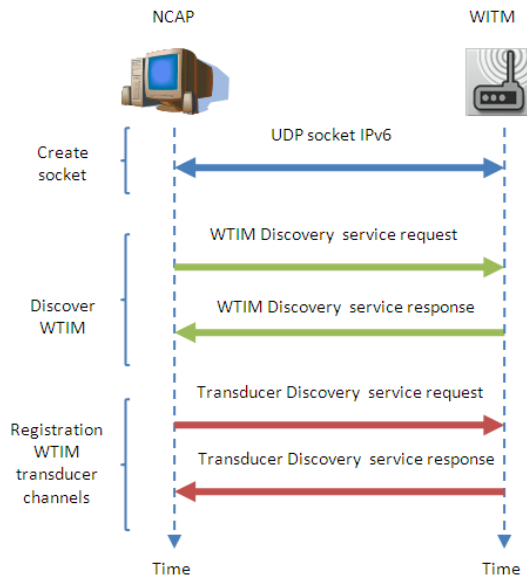 NCAP
WITM
UDP socket IPv6
Create
socket
WTIM Discovery service request
WTIM Discovery service response
Discover
WTIM
Transducer Discovery service request
Transducer Discovery service response
Registration
WTIM
transducer
channels
Time
Time